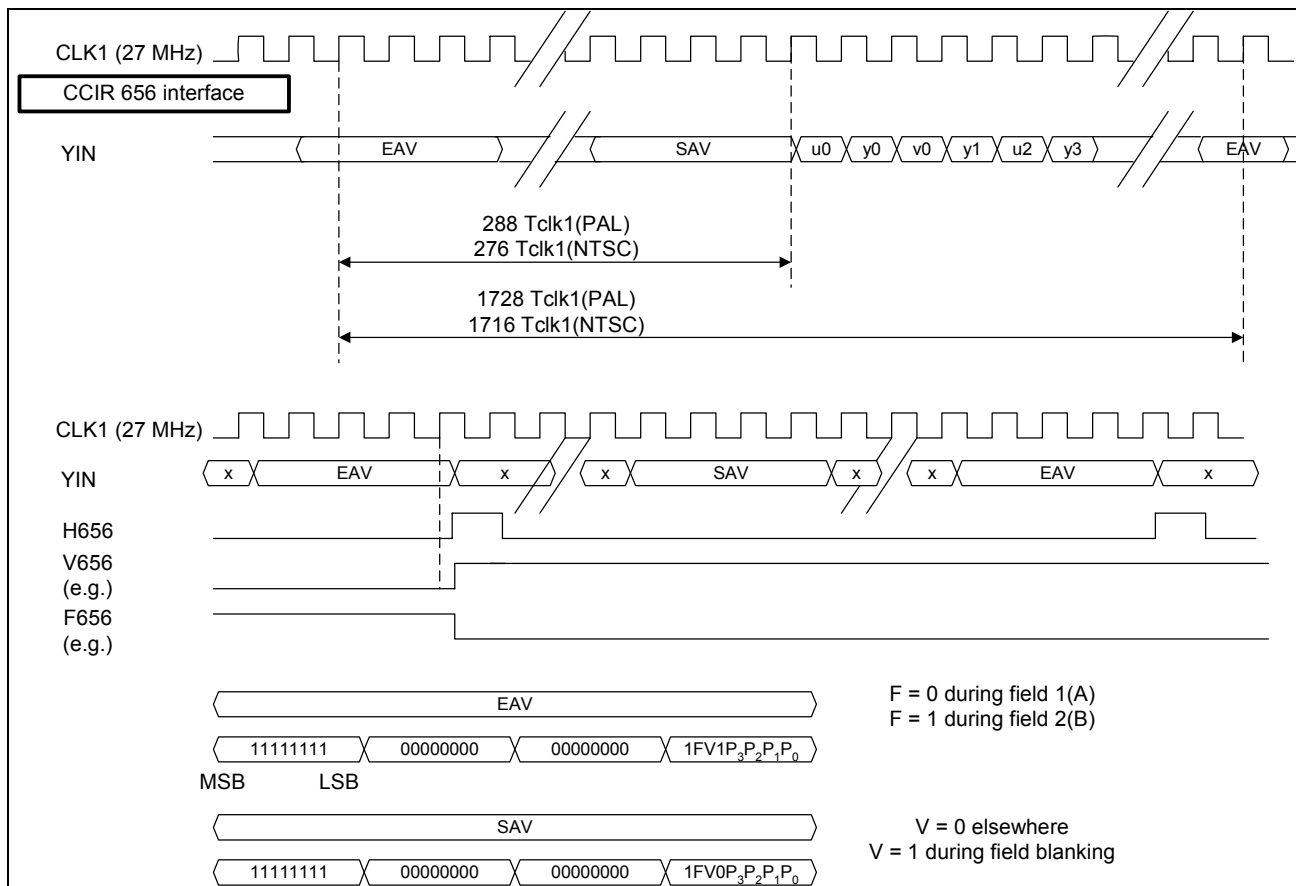 CLK1 (27 MHz)
CCIR 656 interface
YIN
EAV
SAV
u0
y0
v0
y1
u2
y3
EAV
288 Tclk1(PAL)
276 Tclk1(NTSC)
1728 Tclk1(PAL)
1716 Tclk1(NTSC)
CLK1 (27 MHz)
YIN
x
EAV
x
x
SAV
x
x
EAV
x
H656
V656
(e.g.)
F656
(e.g.)
EAV
11111111
00000000
00000000
1FV1P₃P₂P₁P₀
MSB
LSB
F = 0 during field 1(A)
F = 1 during field 2(B)
SAV
11111111
00000000
00000000
1FV0P₃P₂P₁P₀
V = 0 elsewhere
V = 1 during field blanking